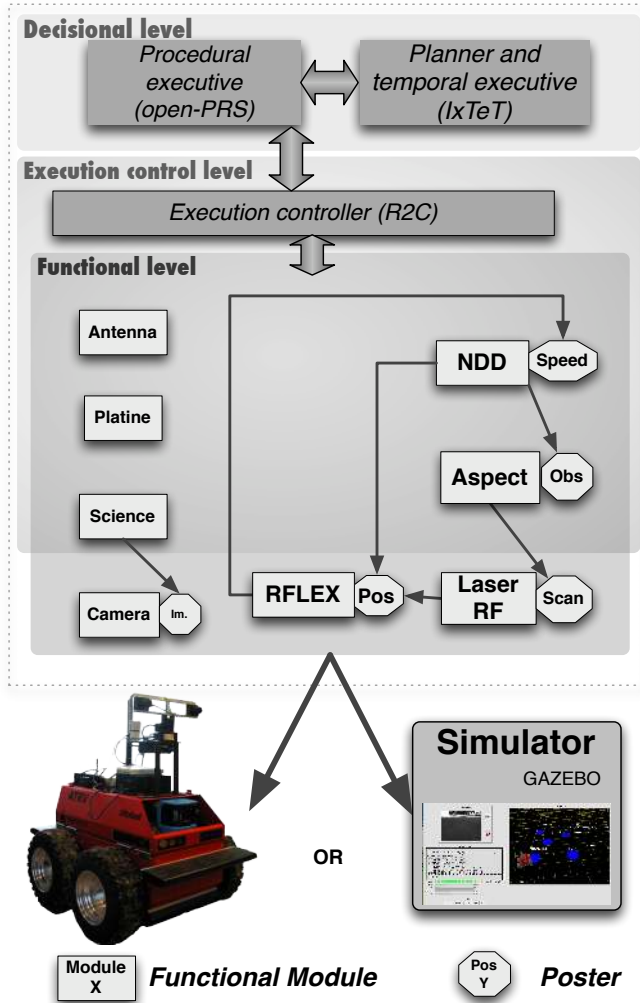 Decisional level
Procedural
executive
(open-PRS)
Planner and
temporal executive
(IxTeT)
Execution control level
Execution controller (R2C)
Functional level
Antenna
NDD
Speed
Platine
Aspect
Obs
Science
Camera
Im.
RFLEX
Pos
Laser
RF
Scan
Simulator
GAZEBO
OR
Module
X
Functional Module
Pos
Y
Poster